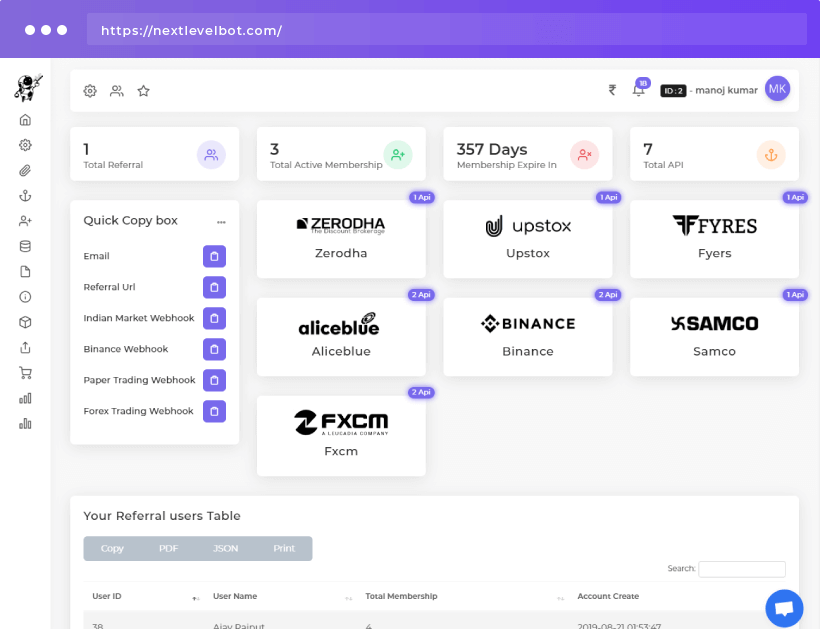 https://nextlevelbot.com/
₹
18
ID : 2 - manoj kumar
MK
1
Total Referral
3
Total Active Membership
357 Days
Membership Expire In
7
Total API
Quick Copy box
...
Email
Referral Url
Indian Market Webhook
Binance Webhook
Paper Trading Webhook
Forex Trading Webhook
1 Api
ZERODHA
The Discount Brokerage
Zerodha
1 Api
upstox
Upstox
1 Api
FYRES
Fyers
2 Api
aliceblue
Aliceblue
2 Api
BINANCE
Binance
1 Api
SAMCO
Samco
2 Api
FXCM
A LEUCADIA COMPANY
Fxcm
Your Referral users Table
Copy PDF JSON Print
Search:
User ID User Name Total Membership Account Create
38 Ajay Rajput 4 2019-08-21 01:53:47